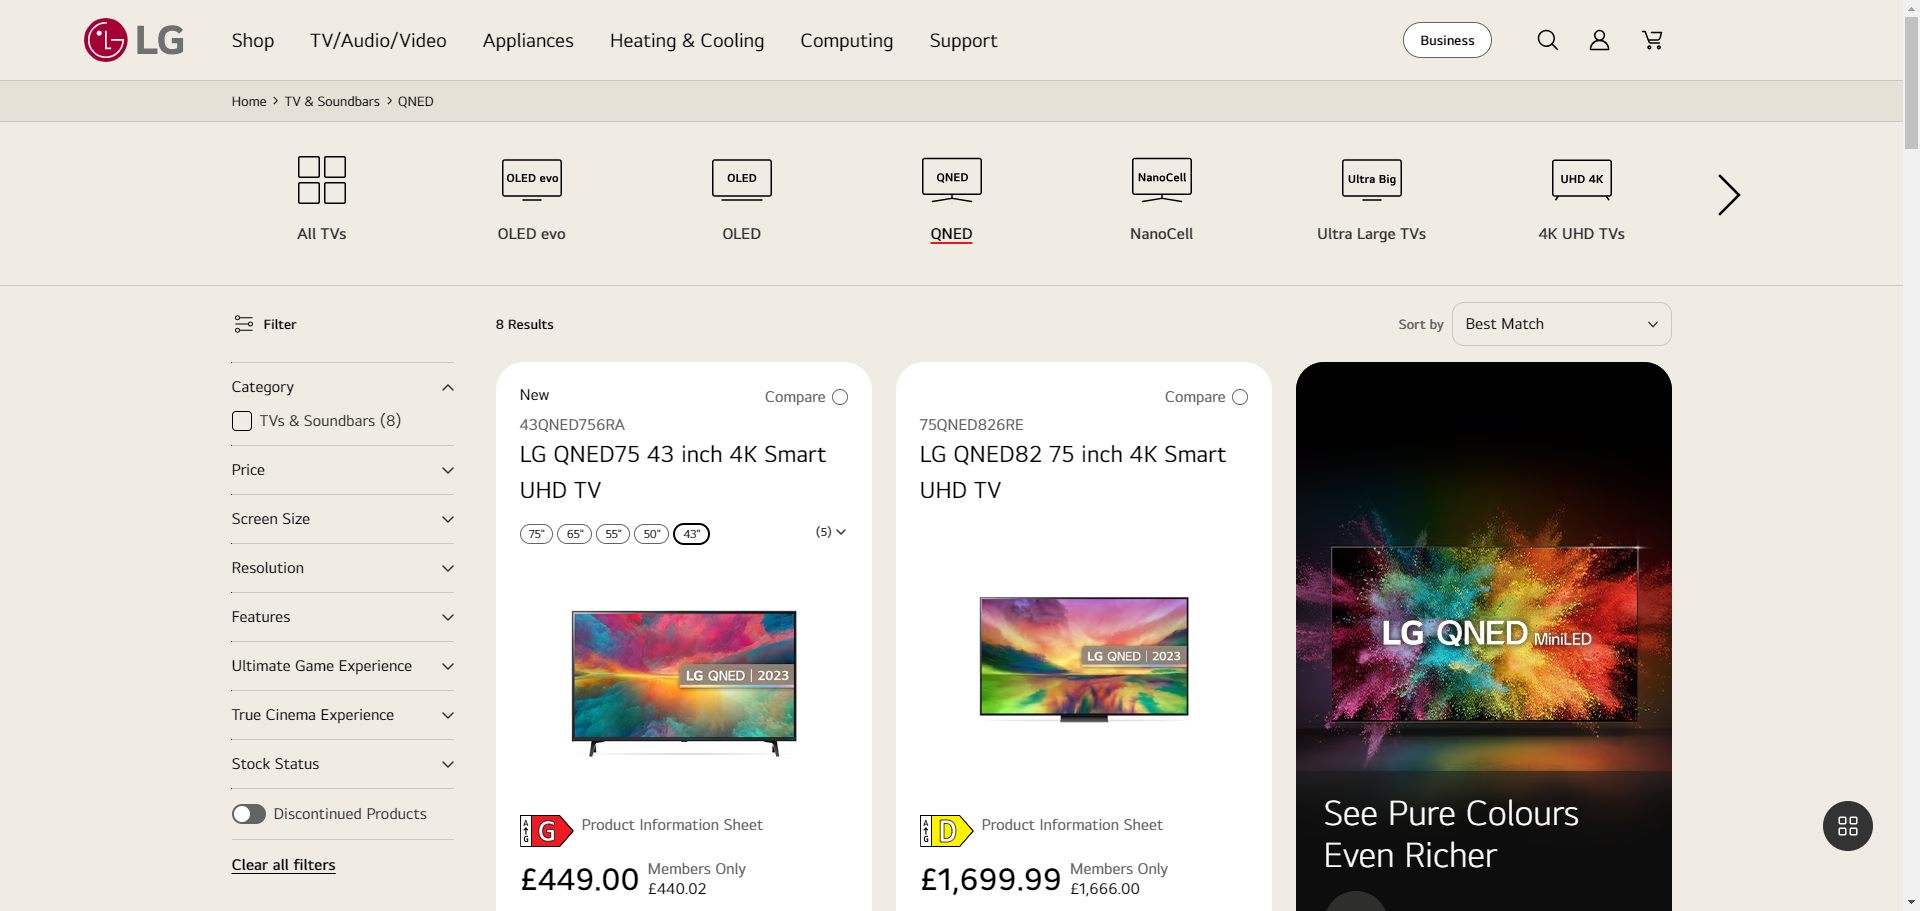 LG
Shop
TV/Audio/Video
Appliances
Heating & Cooling
Computing
Support
Business
Home > TV & Soundbars > QNED
OLED evo
OLED
QNED
NanoCell
Ultra Big
UHD 4K
All TVs
OLED evo
OLED
QNED
NanoCell
Ultra Large TVs
4K UHD TVs
Filter
8 Results
Sort by
Best Match
Category
TVs & Soundbars (8)
Price
Screen Size
Resolution
Features
Ultimate Game Experience
True Cinema Experience
Stock Status
Discontinued Products
Clear all filters
New
Compare
43QNED756RA
LG QNED75 43 inch 4K Smart
UHD TV
75"
65"
55"
50"
43"
(5)
LG QNED | 2023
A
G
G
Product Information Sheet
£449.00
Members Only
£440.02
Compare
75QNED826RE
LG QNED82 75 inch 4K Smart
UHD TV
LG QNED | 2023
A
G
D
Product Information Sheet
£1,699.99
Members Only
£1,666.00
LG QNED MiniLED
See Pure Colours
Even Richer